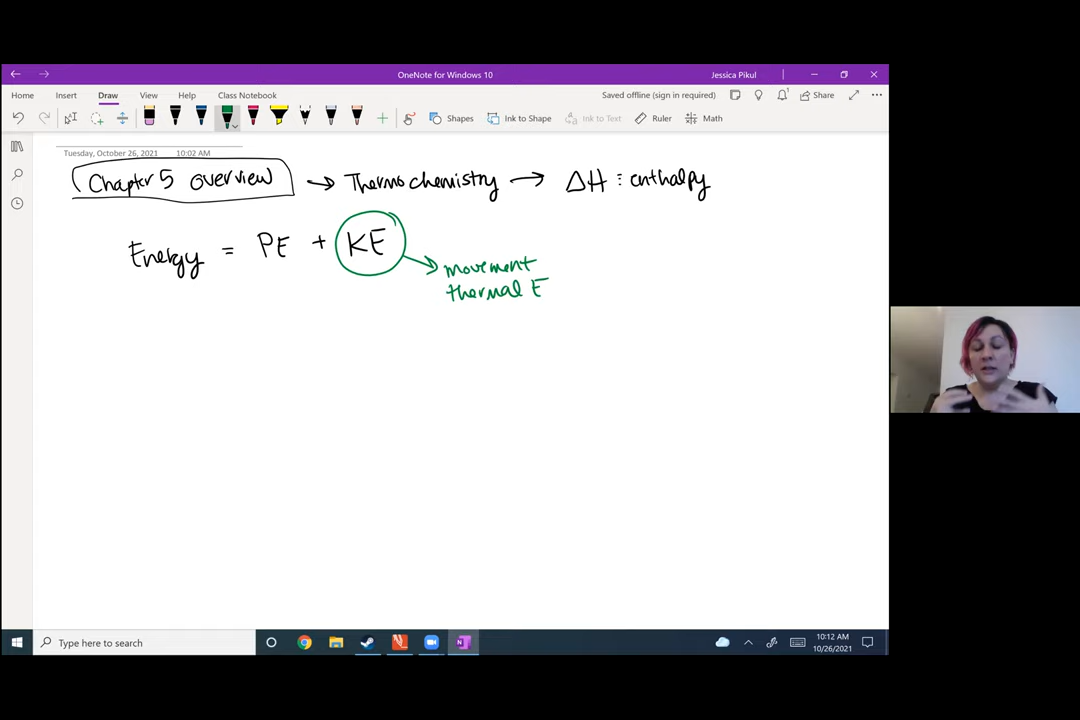 OneNote for Windows 10
Jessica Pikul
Home Insert Draw View Help Class Notebook
Saved offline (sign in required)
Share
Shapes Ink to Shape Ink to Text Ruler Math
Tuesday, October 26, 2021 10:02 AM
Chapter 5 overview → Thermochemistry → ΔH : enthalpy
Energy = PE + KE
movement
thermal E
Type here to search
10:12 AM
10/26/2021